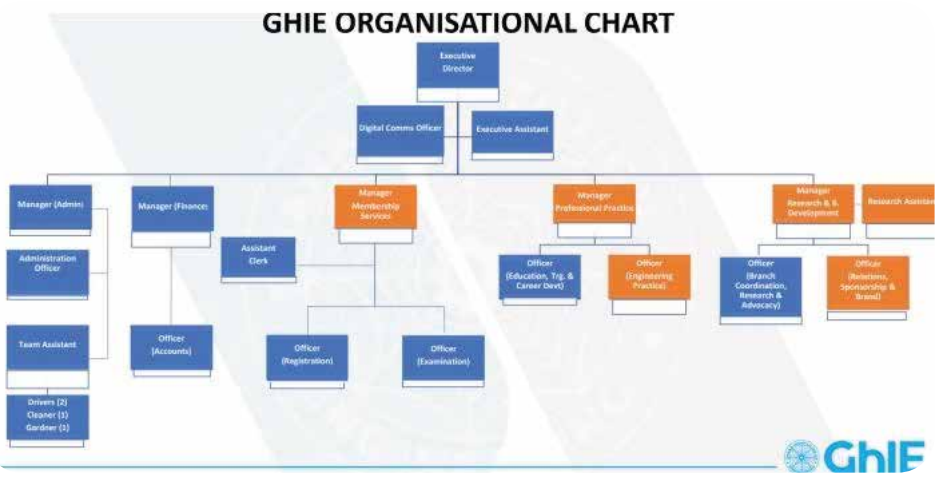 GHIE ORGANISATIONAL CHART
Executive
Director
Digital Comms Officer
Executive Assistant
Manager (Admin)
Manager (Finance)
Manager
Membership
Services
Manager
Professional Practice
Manager
Research &
Development
Research Assistan
Administration
Officer
Assistant
Clerk
Officer
(Education, Trg, &
Career Devt)
Officer
(Engineering
Practice)
Officer
(Branch
Coordination,
Research &
Advocacy)
Officer
(Relations,
Sponsorship &
Brand)
Team Assistant
Officer
(Accounts)
Officer
(Registration)
Officer
(Examination)
Drivers (2)
Cleaner (1)
Gardner (1)
GhIE